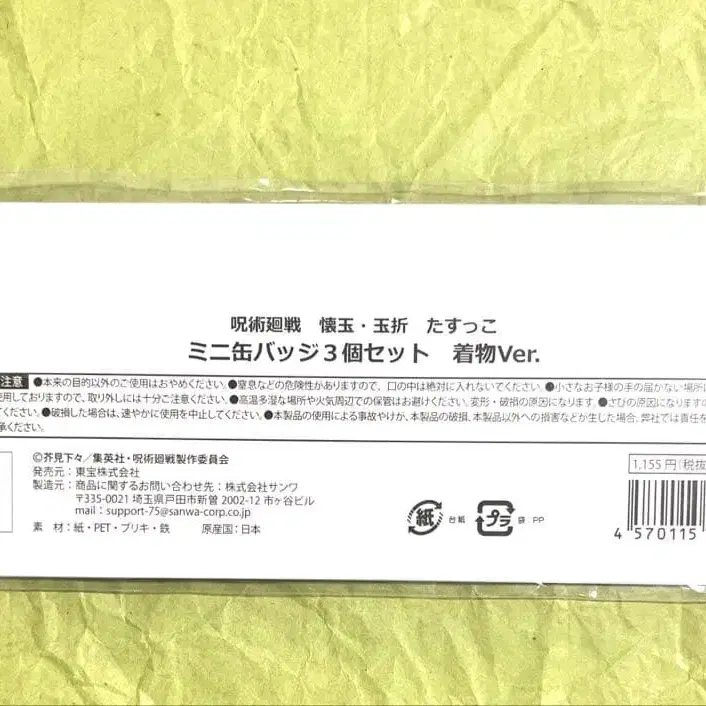 呪術廻戦　懐玉・玉折　たすっこ
ミニ缶バッジ３個セット　着物Ver.
注意 ●本来の目的以外のご使用はおやめください。●窒息などの危険性がありますので、口の中は絶対に入れないでください。●小さなお子様の手の届かない場所に
使用しておりますので、取り外しには十分ご注意ください。●高温多湿な場所や火気周辺での保管はお避けください。変形・破損の原因になります。●さびの原因になりますの
てください。●破損した場合は、速やかに使用を中止してください。●本製品の使用による事故やけが、本製品の破損、本製品以外への損害などが生じた場合、弊社では責任を
承ください。
©芥見下々／集英社・呪術廻戦製作委員会
発売元：東宝株式会社
製造元：商品に関するお問い合わせ先：株式会社サンワ
〒335-0021 埼玉県戸田市新曽 2002-12 市ヶ谷ビル
mail：support-75@sanwa-corp.co.jp
素　材：紙・PET・ブリキ・鉄　　原産国：日本
紙 台紙 プラ 袋：PP
1,155円（税抜
4 570115